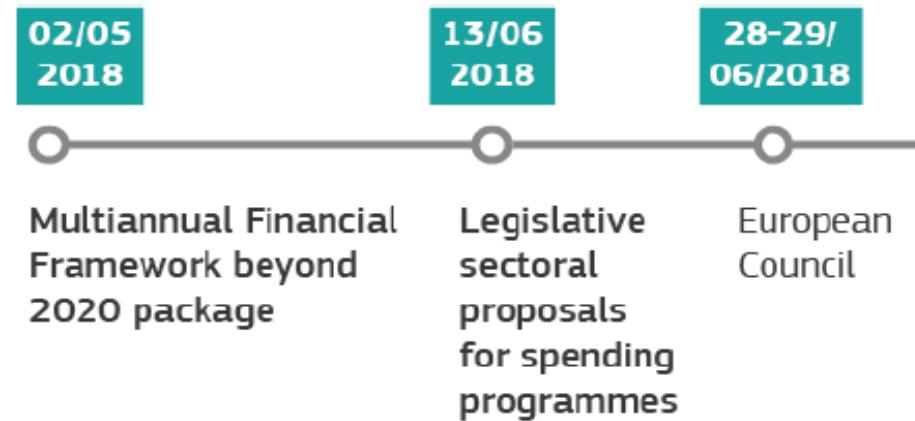 02/05
2018
13/06
2018
28-29/
06/2018
Multiannual Financial
Framework beyond
2020 package
Legislative
sectoral
proposals
for spending
programmes
European
Council